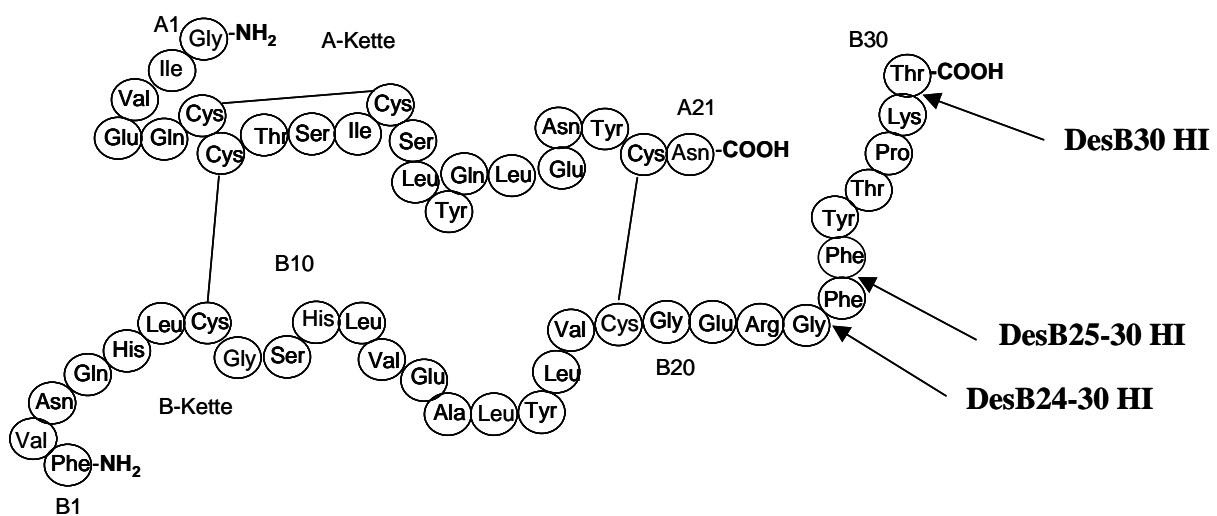 A1
Gly-NH2
A-Kette
Ile
Val
Glu
Gln
Cys
Cys
Thr
Ser
Ile
Cys
Ser
Leu
Tyr
Gln
Leu
Glu
Asn
Tyr
Cys
A21
Asn-COOH
B30
Thr-COOH
Lys
Pro
Thr
Tyr
Phe
Phe
DesB30 HI
DesB25-30 HI
DesB24-30 HI
B10
B1
Phe-NH2
Val
Asn
Gln
His
Leu
Cys
Gly
Ser
His
Leu
Val
Glu
Ala
Leu
Tyr
Leu
Val
Cys
Gly
Glu
Arg
Gly
B20
B-Kette